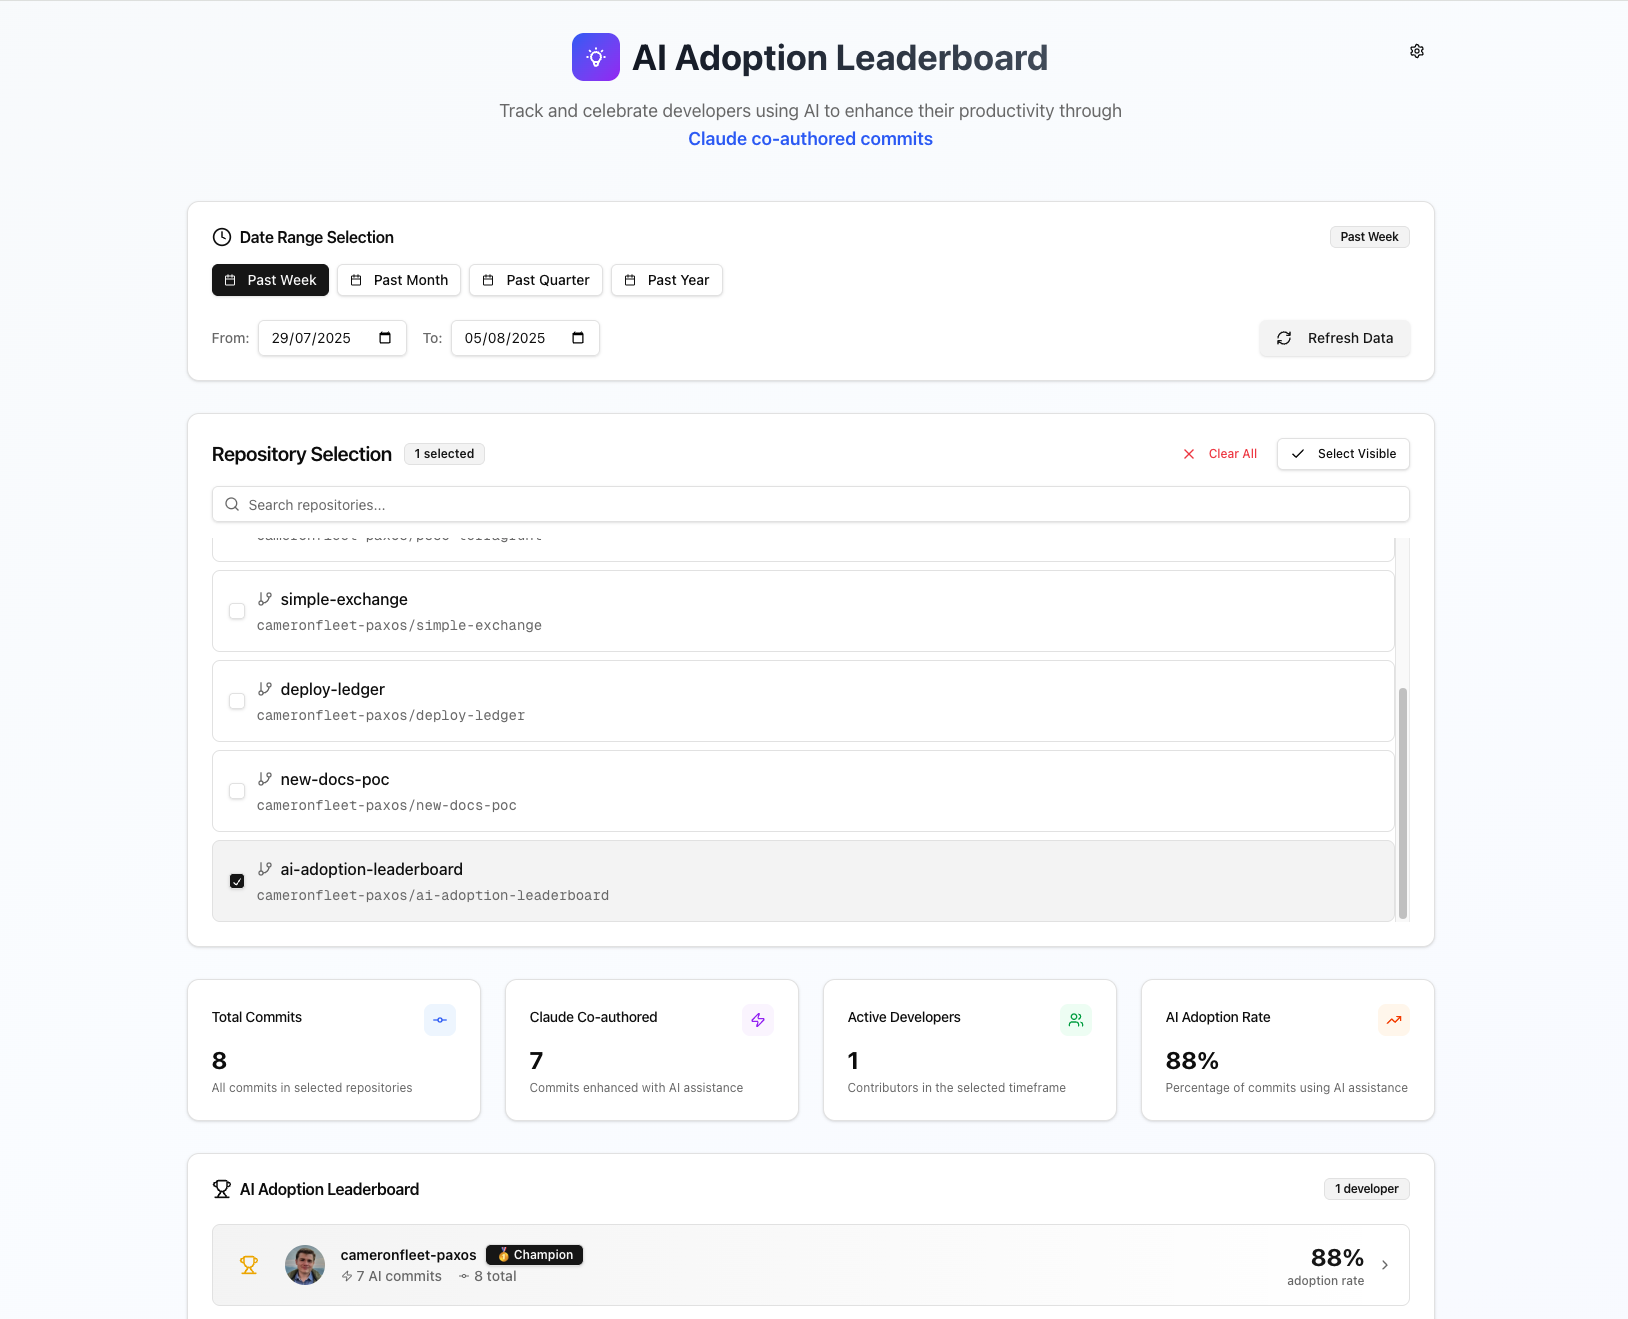 AI Adoption Leaderboard
Track and celebrate developers using AI to enhance their productivity through
Claude co-authored commits
Date Range Selection
Past Week
Past Week Past Month Past Quarter Past Year
From: 29/07/2025 To: 05/08/2025 Refresh Data
Repository Selection 1 selected Clear All Select Visible
Search repositories...
simple-exchange
cameronfleet-paxos/simple-exchange
deploy-ledger
cameronfleet-paxos/deploy-ledger
new-docs-poc
cameronfleet-paxos/new-docs-poc
ai-adoption-leaderboard
cameronfleet-paxos/ai-adoption-leaderboard
Total Commits
8
All commits in selected repositories
Claude Co-authored
7
Commits enhanced with AI assistance
Active Developers
1
Contributors in the selected timeframe
AI Adoption Rate
88%
Percentage of commits using AI assistance
AI Adoption Leaderboard
1 developer
cameronfleet-paxos 🥇 Champion
7 AI commits 8 total
88%
adoption rate